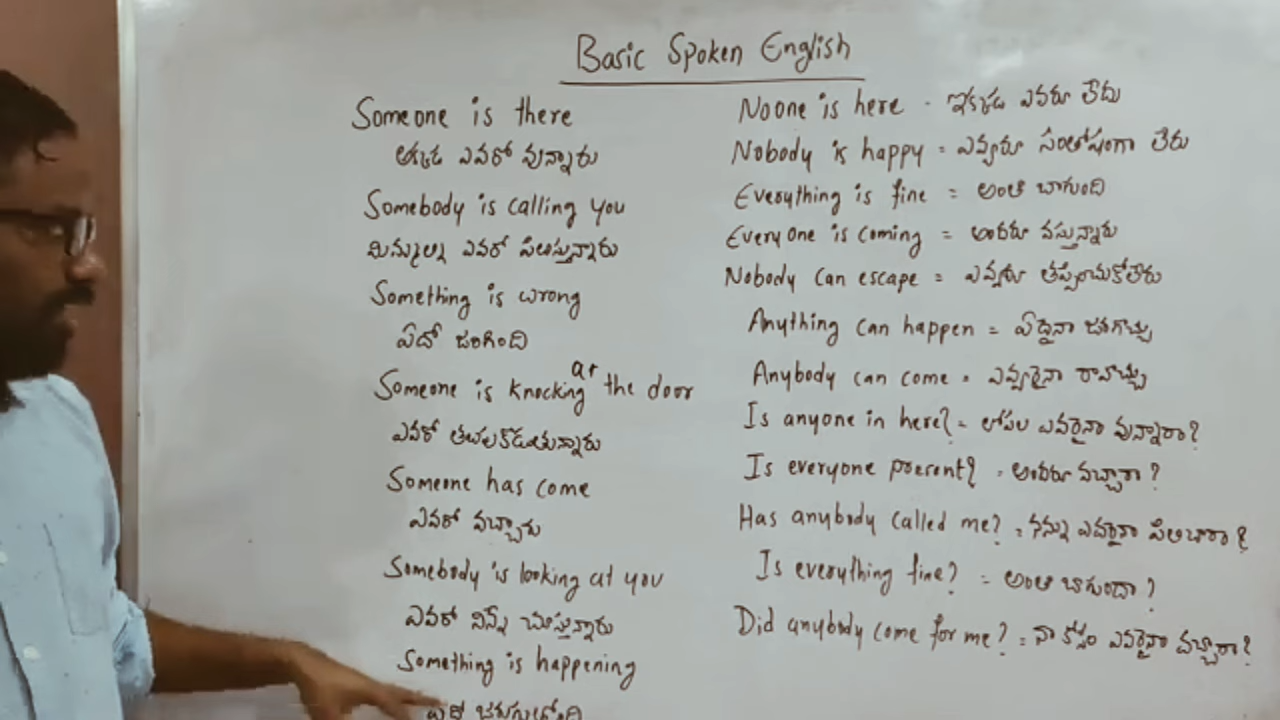 Basic Spoken English
Someone is there
అక్కడ ఎవరో వున్నారు
Somebody is calling you
మిమ్మల్ని ఎవరో పిలుస్తున్నారు
Something is wrong
ఏదో జరిగింది
Someone is knocking at the door
ఎవరో తలుపుకొడుతున్నారు
Someone has come
ఎవరో వచ్చారు
Somebody is looking at you
ఎవరో నిన్నే చూస్తున్నారు
Something is happening
ఏదో జరుగుతోంది
Noone is here - ఇక్కడ ఎవరూ లేదు
Nobody is happy = ఎవ్వరూ సంతోషంగా లేరు
Everything is fine = అంతా బాగుంది
Every one is coming = అందరూ వస్తున్నారు
Nobody can escape = ఎవ్వరూ తప్పించుకోలేరు
Anything can happen = ఏదైనా జరగొచ్చు
Anybody can come = ఎవ్వరైనా రావొచ్చు
Is anyone in here? = లోపల ఎవరైనా వున్నారా?
Is everyone present? = అందరూ వచ్చారా?
Has anybody called me? = నన్ను ఎవరైనా పిలిచారా?
Is everything fine? = అంతా బాగుందా?
Did anybody come for me? = నా కోసం ఎవరైనా వచ్చారా?